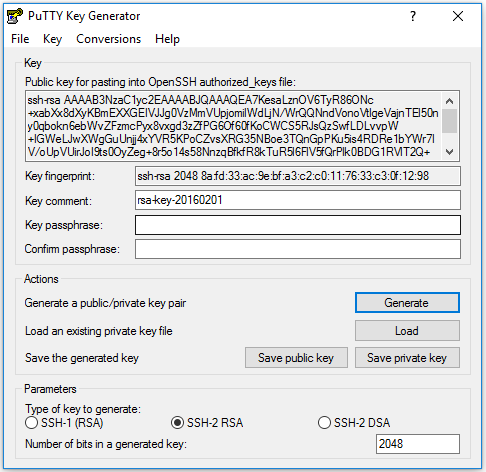 PuTTY Key Generator
?
File Key Conversions Help
Key
Public key for pasting into OpenSSH authorized_keys file:
ssh-rsa AAAAB3NzaC1yc2EAAAABJQAAAQEA7KesaLznOV6TyR86ONc
+xabXx8dXyKBmEXXGElVJJg0VzMmVUpjomilWdLjN/WrQQNndVonoVtlgeVajnTEl50n
y0qbokn6ebWvZFzmcPyx8vxgd3zZfPG6Of60fKoCWCS5RJsQzSwfLDLvvpW
+lGWeLJwXWgGuUnjj4xYVR5KPoCZvsXRG35NBoe3TQnGpPKu5is4RDRe1bYWr7l
V/oUpVUirJol9ts0OyZeg+8r5o14s58NnzqBfkfR8kTuR5l6FlV5fQrPlk0BDG1RVlT2Q+
Key fingerprint:
ssh-rsa 2048 8a:fd:33:ac:9e:bf:a3:c2:c0:11:76:33:c3:0f:12:98
Key comment:
rsa-key-20160201
Key passphrase:
Confirm passphrase:
Actions
Generate a public/private key pair
Generate
Load an existing private key file
Load
Save the generated key
Save public key
Save private key
Parameters
Type of key to generate:
SSH-1 (RSA)
SSH-2 RSA
SSH-2 DSA
Number of bits in a generated key:
2048